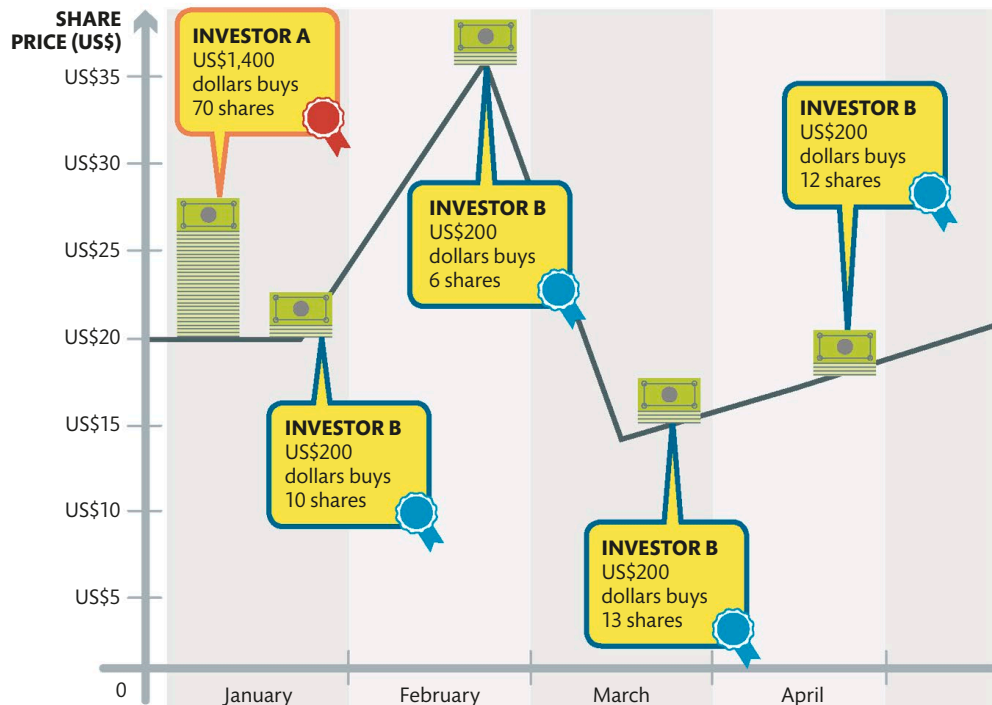 SHARE
PRICE (US$)
US$35
US$30
US$25
US$20
US$15
US$10
US$5
0
INVESTOR A
US$1,400
dollars buys
70 shares
INVESTOR B
US$200
dollars buys
10 shares
INVESTOR B
US$200
dollars buys
6 shares
INVESTOR B
US$200
dollars buys
13 shares
INVESTOR B
US$200
dollars buys
12 shares
January
February
March
April